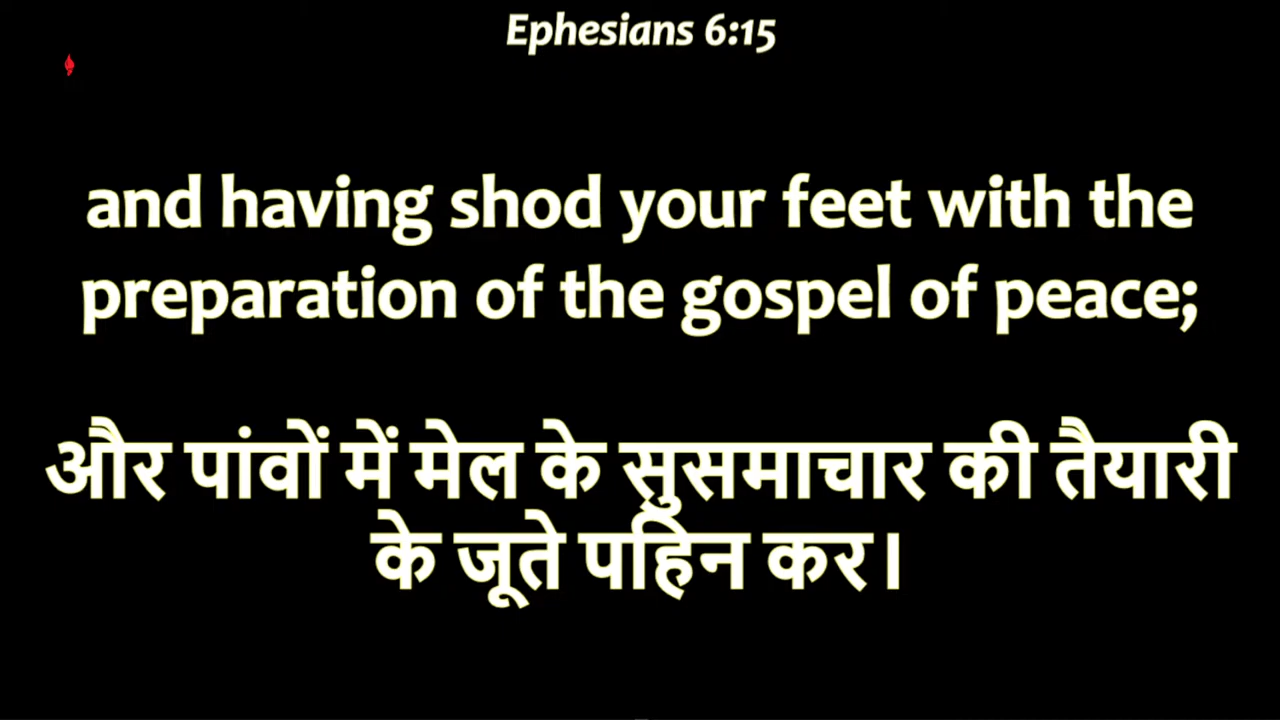 Ephesians 6:15
and having shod your feet with the
preparation of the gospel of peace;
और पांवों में मेल के सुसमाचार की तैयारी
के जूते पहिन कर।